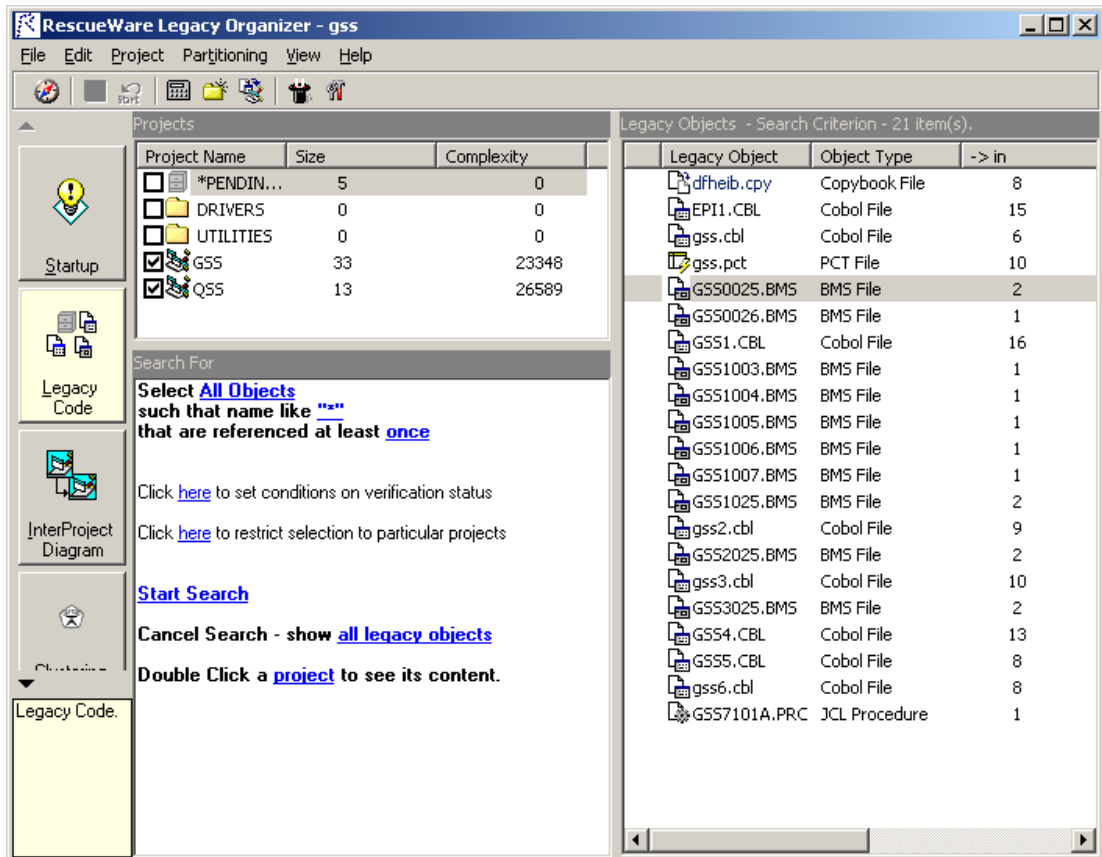 RescueWare Legacy Organizer - gss
File Edit Project Partitioning View Help
Start
Projects
Project Name Size Complexity
*PENDIN... 5 0
DRIVERS 0 0
UTILITIES 0 0
GSS 33 23348
QSS 13 26589
Startup
Legacy Code
InterProject Diagram
Clustering
Legacy Code.
Search For
Select All Objects
such that name like "*"
that are referenced at least once
Click here to set conditions on verification status
Click here to restrict selection to particular projects
Start Search
Cancel Search - show all legacy objects
Double Click a project to see its content.
Legacy Objects - Search Criterion - 21 item(s).
Legacy Object Object Type -> in
dfheib.cpy Copybook File 8
EPI1.CBL Cobol File 15
gss.cbl Cobol File 6
gss.pct PCT File 10
GSS0025.BMS BMS File 2
GSS0026.BMS BMS File 1
GSS1.CBL Cobol File 16
GSS1003.BMS BMS File 1
GSS1004.BMS BMS File 1
GSS1005.BMS BMS File 1
GSS1006.BMS BMS File 1
GSS1007.BMS BMS File 1
GSS1025.BMS BMS File 2
gss2.cbl Cobol File 9
GSS2025.BMS BMS File 2
gss3.cbl Cobol File 10
GSS3025.BMS BMS File 2
GSS4.CBL Cobol File 13
GSS5.CBL Cobol File 8
gss6.cbl Cobol File 8
GSS7101A.PRC JCL Procedure 1